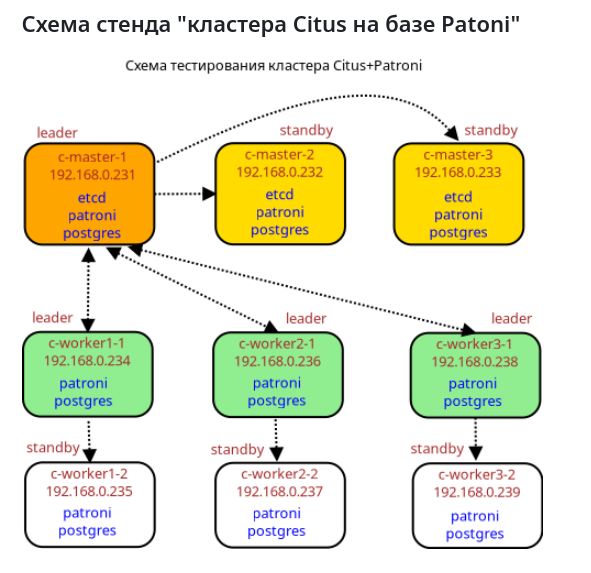 Схема стенда "кластера Citus на базе Patoni"
Схема тестирования кластера Citus+Patroni
leader
c-master-1
192.168.0.231
etcd
patroni
postgres
standby
c-master-2
192.168.0.232
etcd
patroni
postgres
standby
c-master-3
192.168.0.233
etcd
patroni
postgres
leader
c-worker1-1
192.168.0.234
patroni
postgres
leader
c-worker2-1
192.168.0.236
patroni
postgres
leader
c-worker3-1
192.168.0.238
patroni
postgres
standby
c-worker1-2
192.168.0.235
patroni
postgres
standby
c-worker2-2
192.168.0.237
patroni
postgres
standby
c-worker3-2
192.168.0.239
patroni
postgres